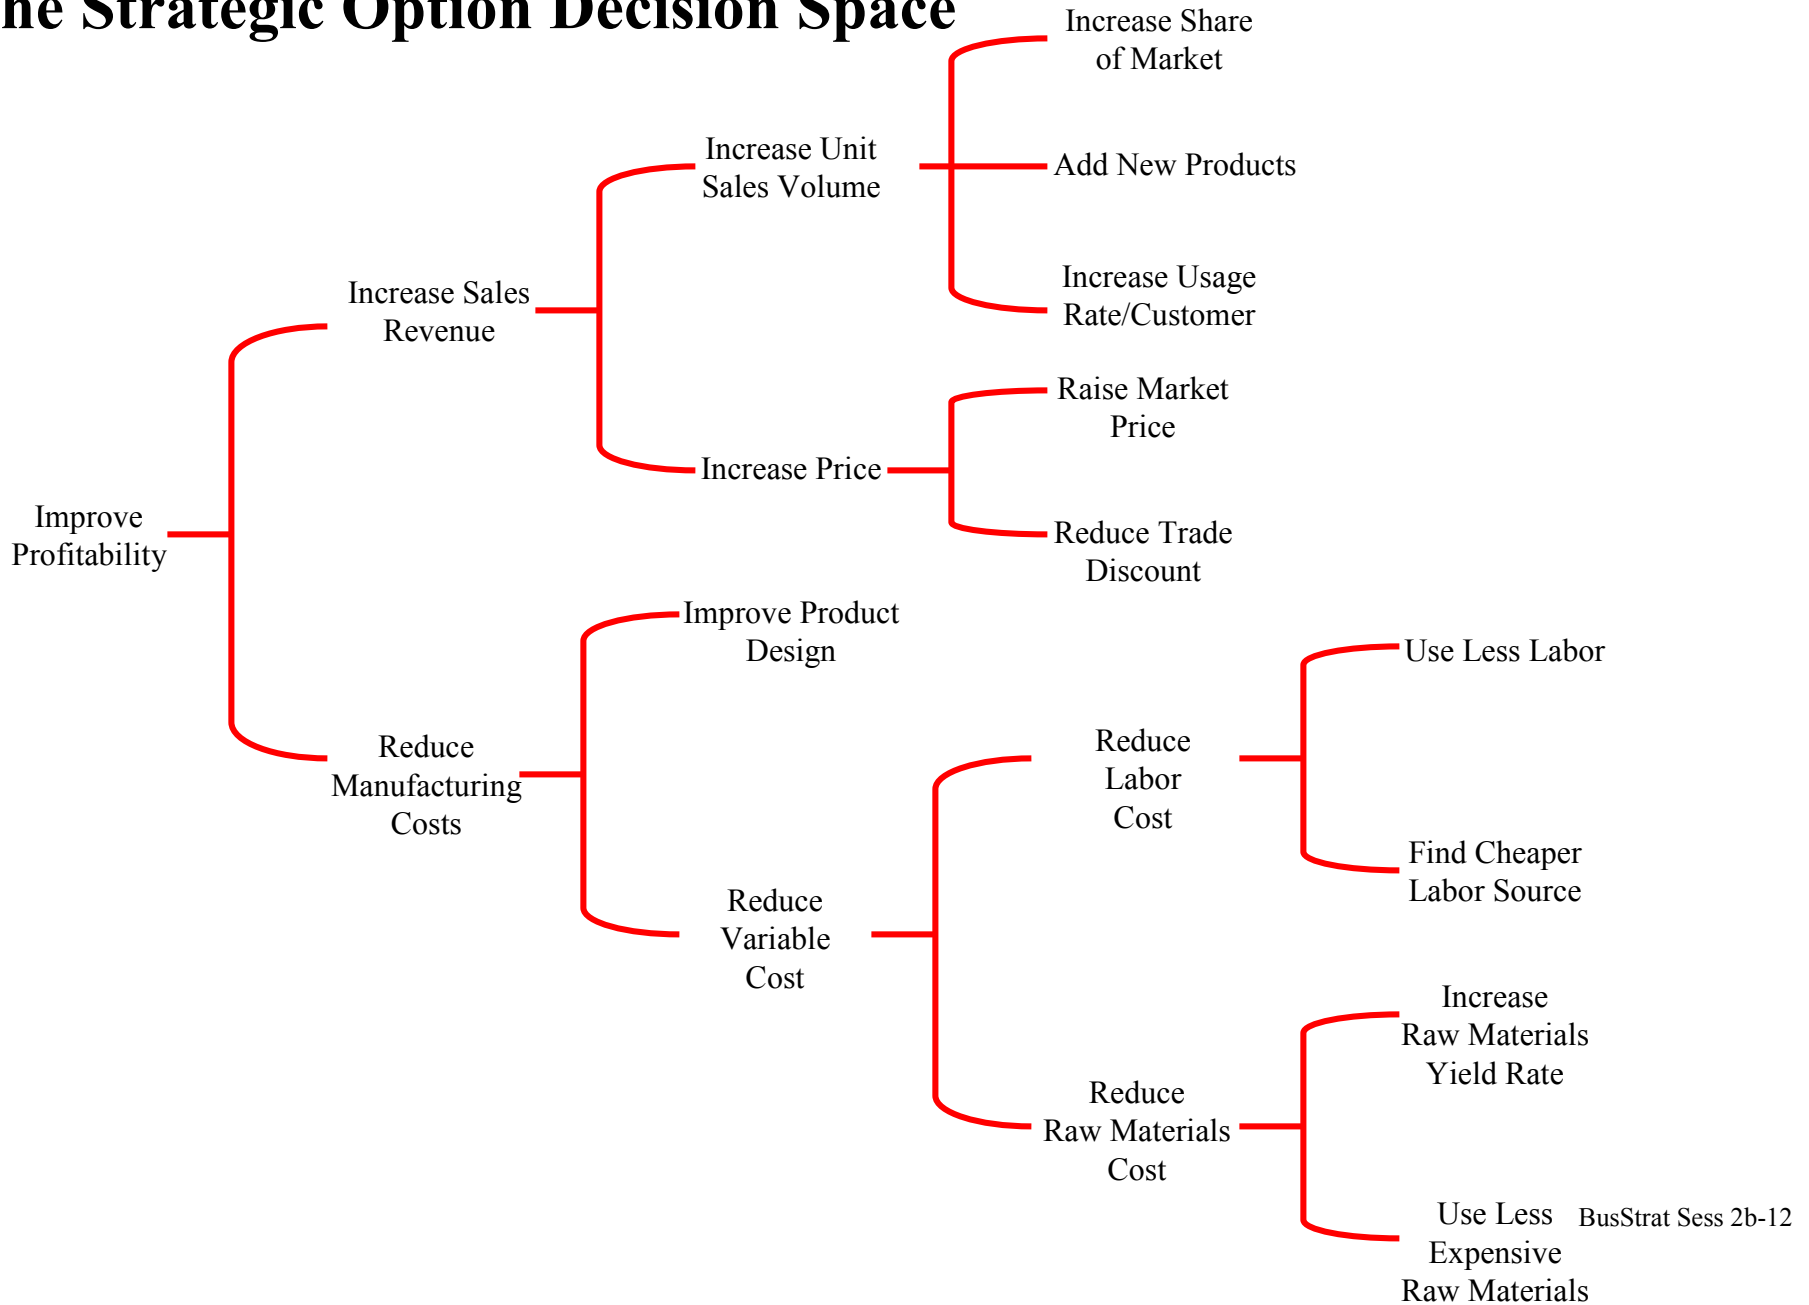 he Strategic Option Decision Space
Increase Share
of Market
Increase Unit
Sales Volume
Add New Products
Increase Usage
Rate/Customer
Increase Sales
Revenue
Raise Market
Price
Increase Price
Reduce Trade
Discount
Improve
Profitability
Improve Product
Design
Use Less Labor
Reduce
Manufacturing
Costs
Reduce
Labor
Cost
Find Cheaper
Labor Source
Reduce
Variable
Cost
Increase
Raw Materials
Yield Rate
Reduce
Raw Materials
Cost
Use Less
Expensive
Raw Materials
BusStrat Sess 2b-12